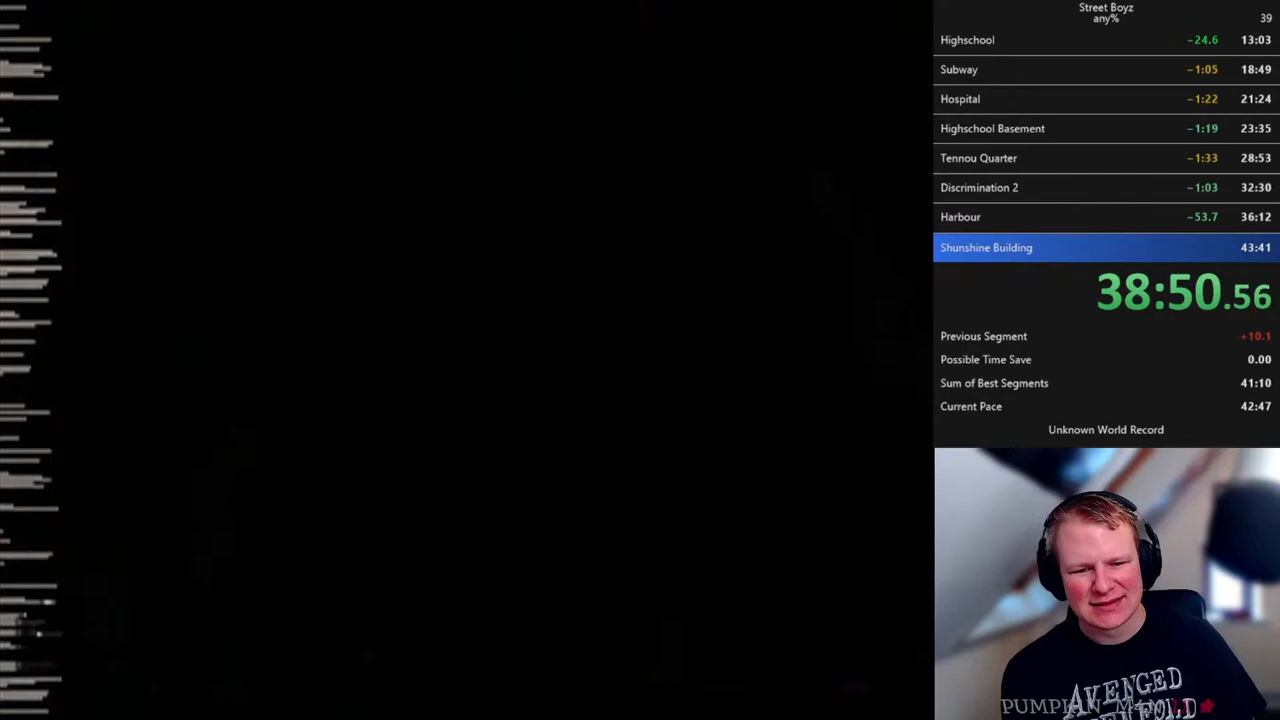 Street Boyz
any%
39
Highschool -24.6 13:03
Subway -1:05 18:49
Hospital -1:22 21:24
Highschool Basement -1:19 23:35
Tennou Quarter -1:33 28:53
Discrimination 2 -1:03 32:30
Harbour -53.7 36:12
Shunshine Building 43:41
38:50.56
Previous Segment +10.1
Possible Time Save 0.00
Sum of Best Segments 41:10
Current Pace 42:47
Unknown World Record
AVENGED